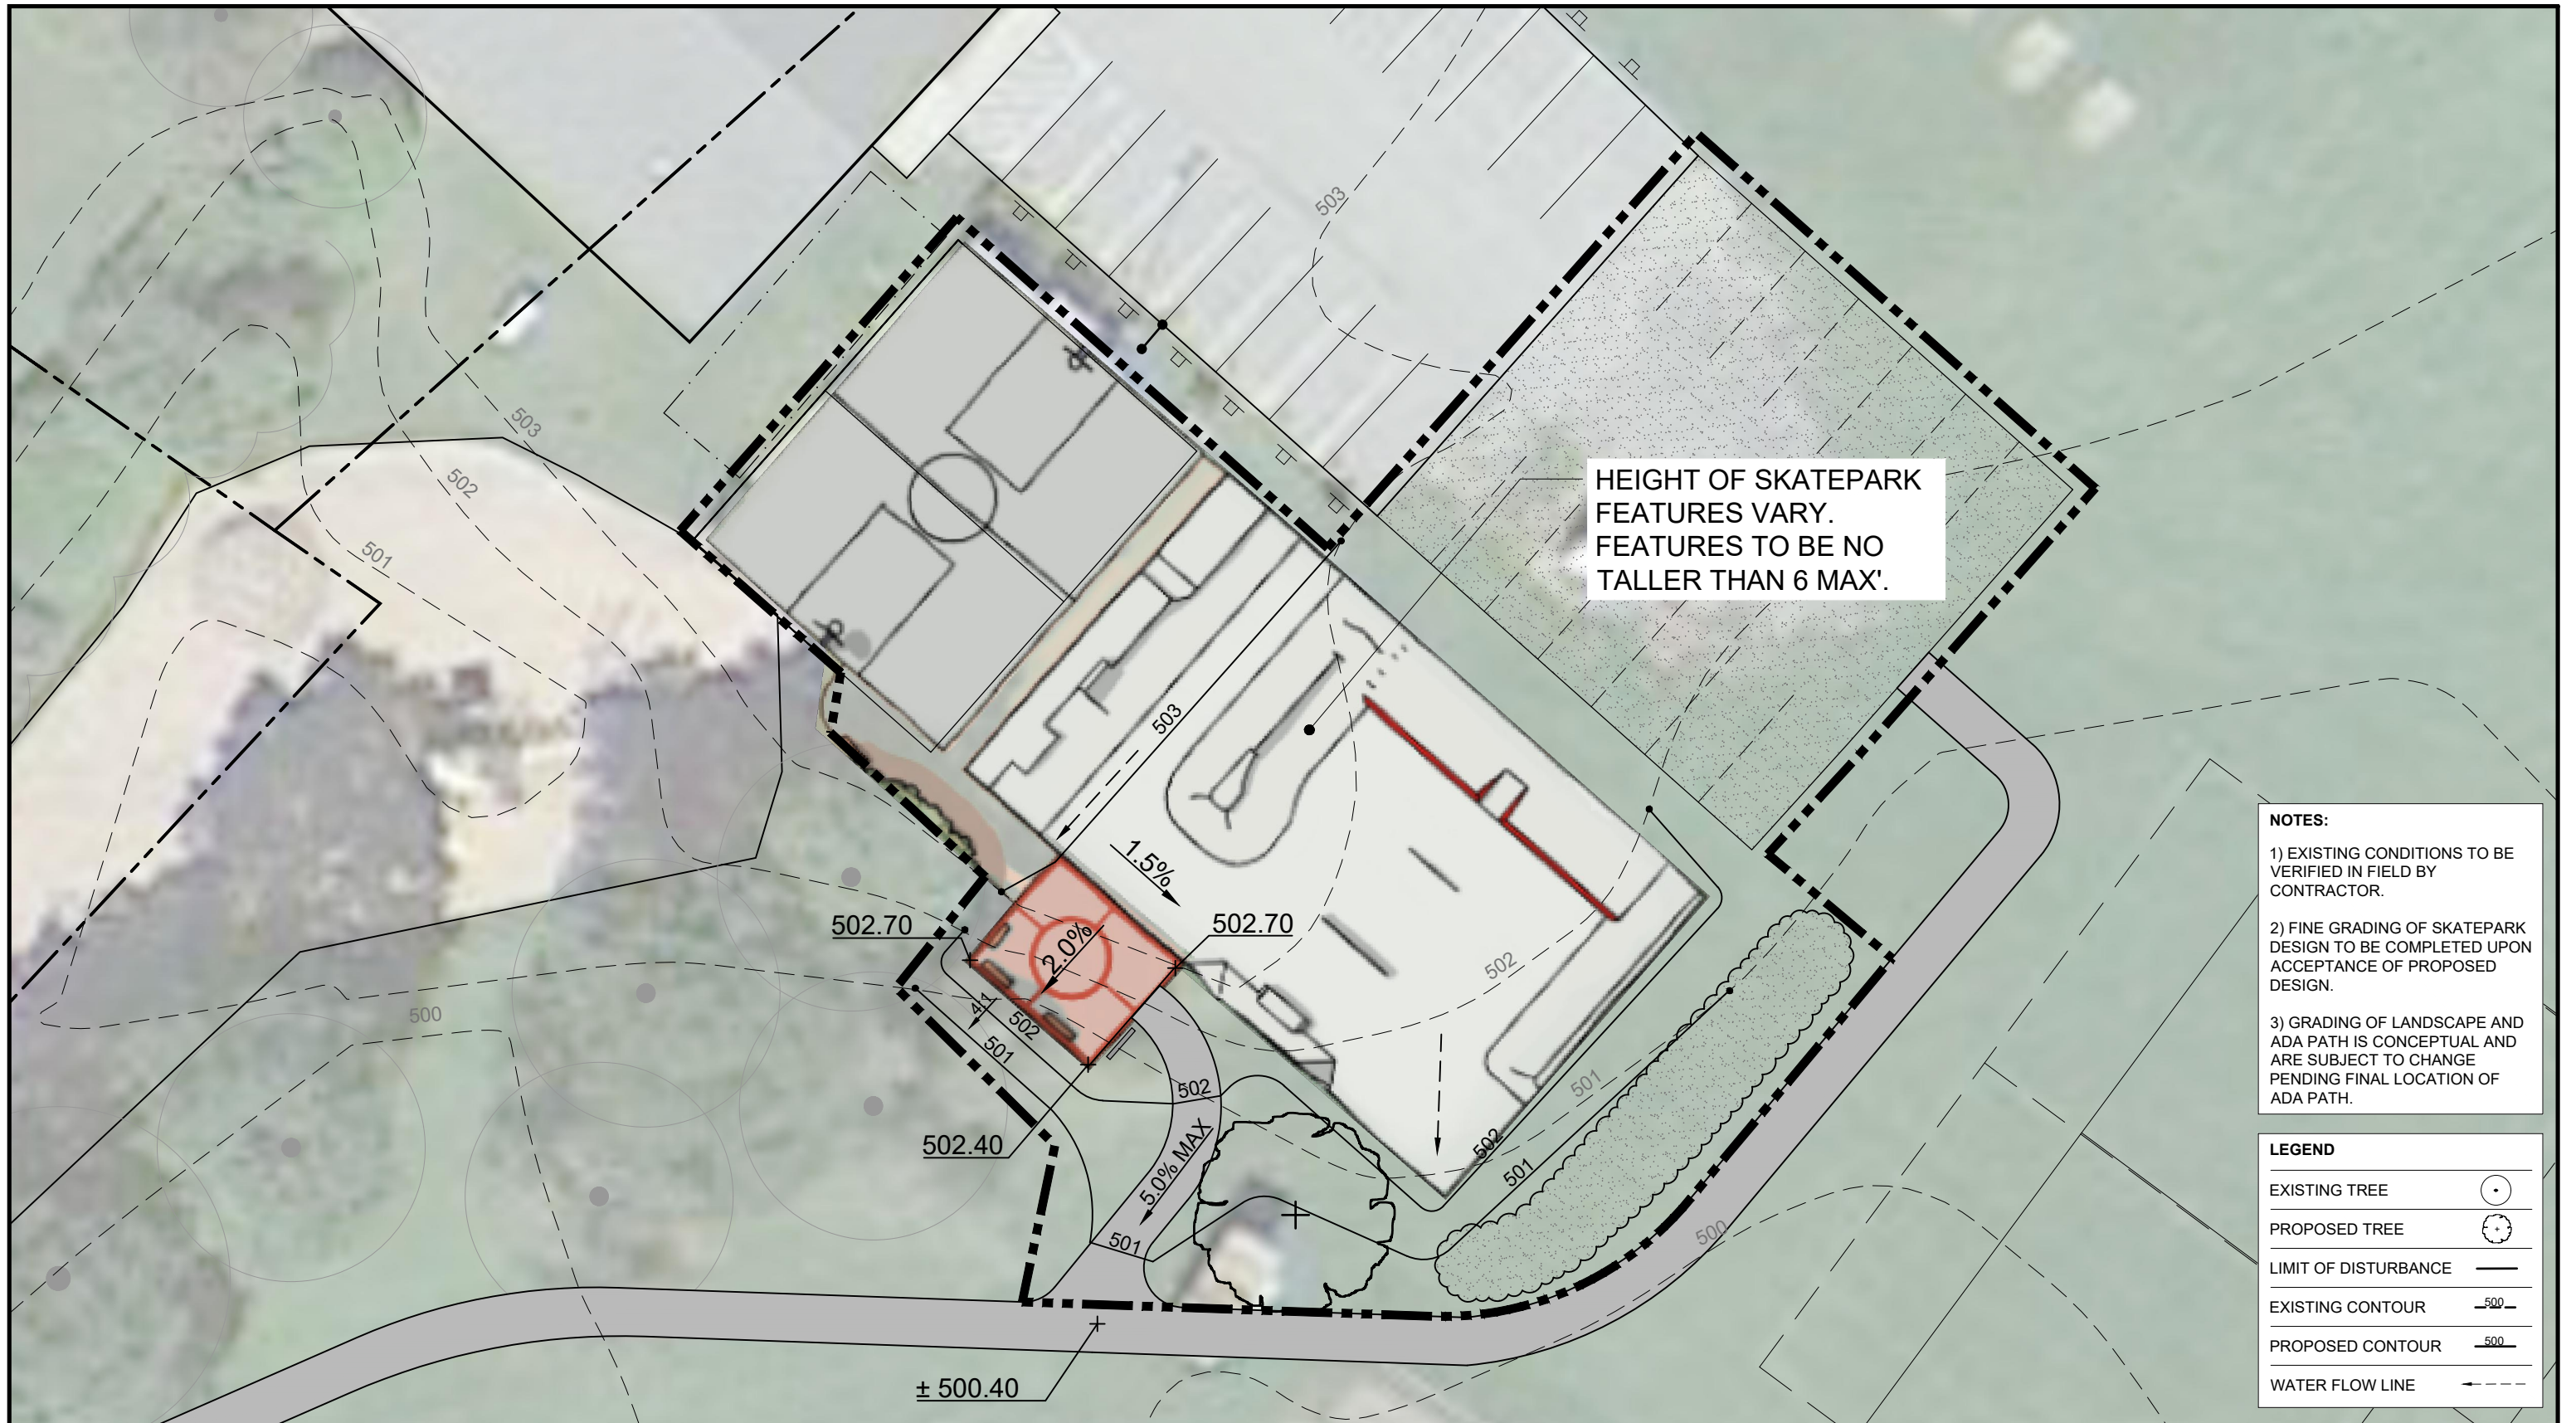 503
HEIGHT OF SKATEPARK
FEATURES VARY.
FEATURES TO BE NO
TALLER THAN 6 MAX'.
503
502
501
503
1.5%
502.70
502.70
2.0%
502
4:1
502
501
500
501
502
502.40
5.0% MAX
502
501
501
500
± 500.40
NOTES:
1) EXISTING CONDITIONS TO BE
VERIFIED IN FIELD BY
CONTRACTOR.
2) FINE GRADING OF SKATEPARK
DESIGN TO BE COMPLETED UPON
ACCEPTANCE OF PROPOSED
DESIGN.
3) GRADING OF LANDSCAPE AND
ADA PATH IS CONCEPTUAL AND
ARE SUBJECT TO CHANGE
PENDING FINAL LOCATION OF
ADA PATH.
LEGEND
EXISTING TREE
PROPOSED TREE
LIMIT OF DISTURBANCE
EXISTING CONTOUR 500
PROPOSED CONTOUR 500
WATER FLOW LINE